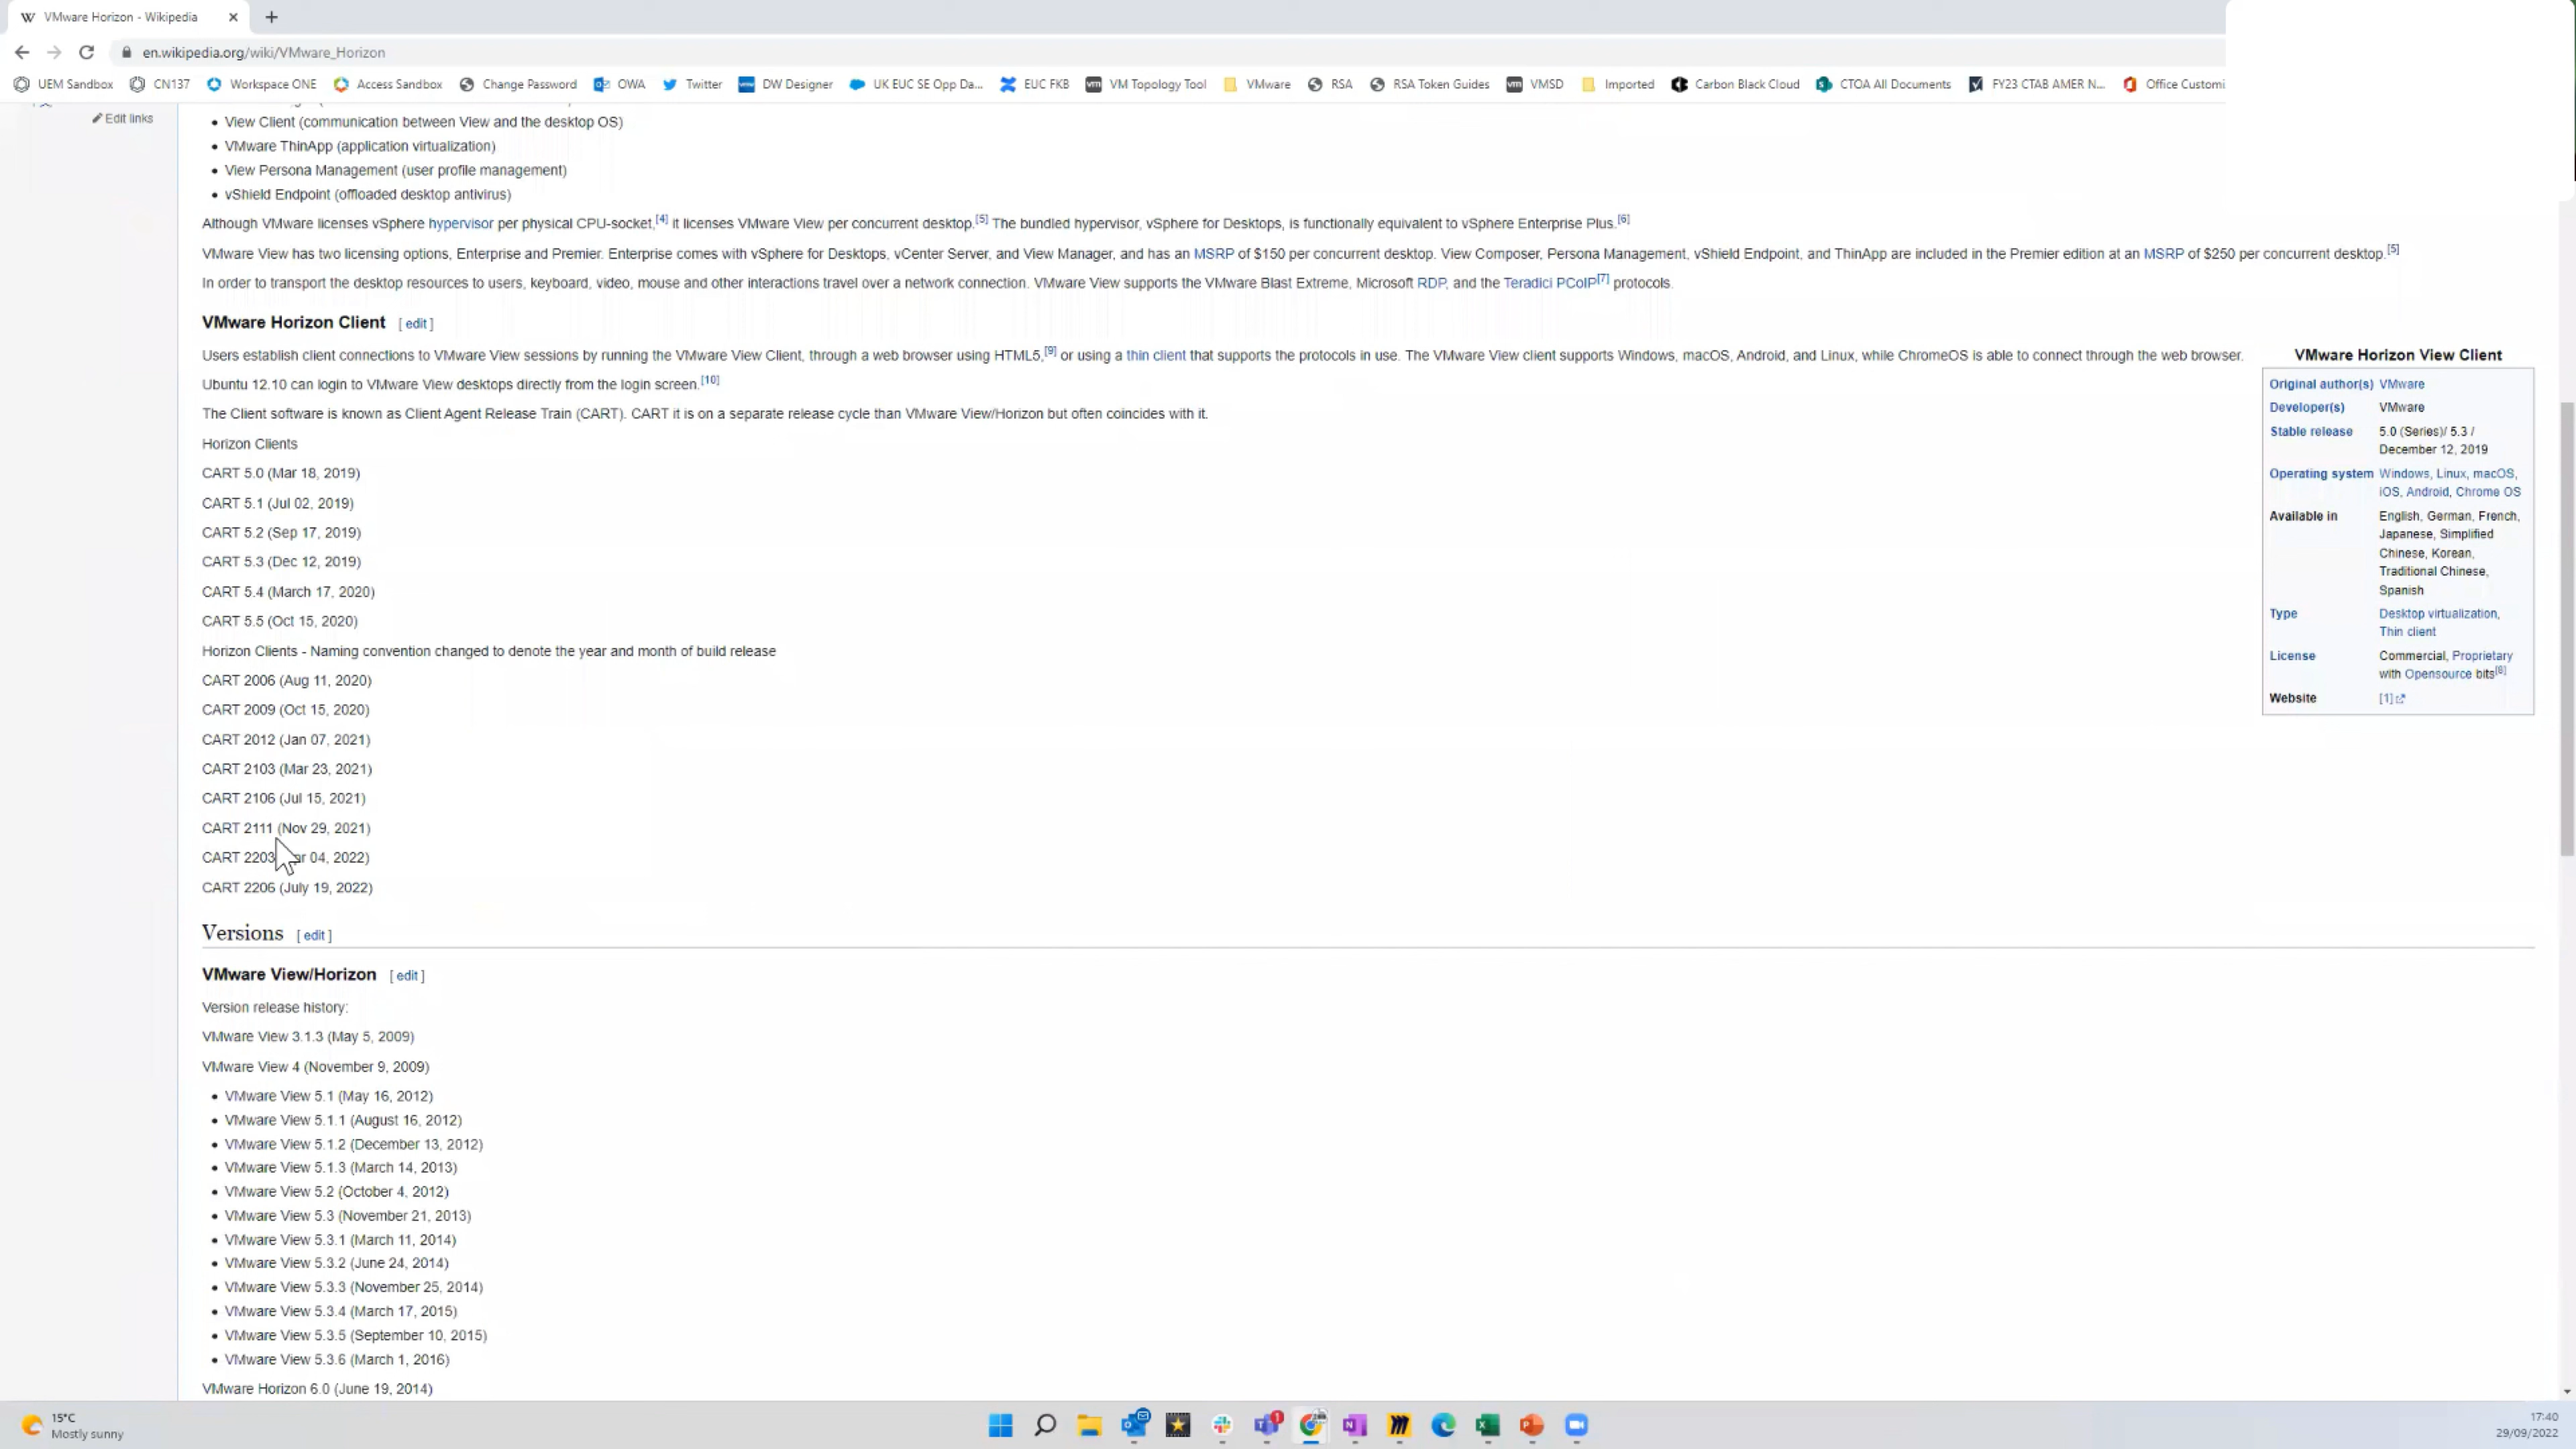 VMware Horizon - Wikipedia
en.wikipedia.org/wiki/VMware_Horizon
UEM Sandbox CN137 Workspace ONE Access Sandbox Change Password OWA Twitter DW Designer UK EUC SE Opp Da... EUC FKB VM Topology Tool VMware RSA RSA Token Guides VMSD Imported Carbon Black Cloud CTOA All Documents FY23 CTAB AMER N... Office Customi
Edit links
• View Client (communication between View and the desktop OS)
• VMware ThinApp (application virtualization)
• View Persona Management (user profile management)
• vShield Endpoint (offloaded desktop antivirus)
Although VMware licenses vSphere hypervisor per physical CPU-socket,[4] it licenses VMware View per concurrent desktop.[5] The bundled hypervisor, vSphere for Desktops, is functionally equivalent to vSphere Enterprise Plus.[6]
VMware View has two licensing options, Enterprise and Premier. Enterprise comes with vSphere for Desktops, vCenter Server, and View Manager, and has an MSRP of $150 per concurrent desktop. View Composer, Persona Management, vShield Endpoint, and ThinApp are included in the Premier edition at an MSRP of $250 per concurrent desktop.[5]
In order to transport the desktop resources to users, keyboard, video, mouse and other interactions travel over a network connection. VMware View supports the VMware Blast Extreme, Microsoft RDP, and the Teradici PCoIP[7] protocols.
VMware Horizon Client [ edit ]
Users establish client connections to VMware View sessions by running the VMware View Client, through a web browser using HTML5,[9] or using a thin client that supports the protocols in use. The VMware View client supports Windows, macOS, Android, and Linux, while ChromeOS is able to connect through the web browser.
Ubuntu 12.10 can login to VMware View desktops directly from the login screen.[10]
The Client software is known as Client Agent Release Train (CART). CART it is on a separate release cycle than VMware View/Horizon but often coincides with it.
Horizon Clients
CART 5.0 (Mar 18, 2019)
CART 5.1 (Jul 02, 2019)
CART 5.2 (Sep 17, 2019)
CART 5.3 (Dec 12, 2019)
CART 5.4 (March 17, 2020)
CART 5.5 (Oct 15, 2020)
Horizon Clients - Naming convention changed to denote the year and month of build release
CART 2006 (Aug 11, 2020)
CART 2009 (Oct 15, 2020)
CART 2012 (Jan 07, 2021)
CART 2103 (Mar 23, 2021)
CART 2106 (Jul 15, 2021)
CART 2111 (Nov 29, 2021)
CART 2203 04, 2022)
CART 2206 (July 19, 2022)
VMware Horizon View Client
Original author(s) VMware
Developer(s) VMware
Stable release 5.0 (Series)/ 5.3 /
December 12, 2019
Operating system Windows, Linux, macOS,
iOS, Android, Chrome OS
Available in English, German, French,
Japanese, Simplified
Chinese, Korean,
Traditional Chinese,
Spanish
Type Desktop virtualization,
Thin client
License Commercial, Proprietary
with Opensource bits[8]
Website [1]
Versions [ edit ]
VMware View/Horizon [ edit ]
Version release history:
VMware View 3.1.3 (May 5, 2009)
VMware View 4 (November 9, 2009)
• VMware View 5.1 (May 16, 2012)
• VMware View 5.1.1 (August 16, 2012)
• VMware View 5.1.2 (December 13, 2012)
• VMware View 5.1.3 (March 14, 2013)
• VMware View 5.2 (October 4, 2012)
• VMware View 5.3 (November 21, 2013)
• VMware View 5.3.1 (March 11, 2014)
• VMware View 5.3.2 (June 24, 2014)
• VMware View 5.3.3 (November 25, 2014)
• VMware View 5.3.4 (March 17, 2015)
• VMware View 5.3.5 (September 10, 2015)
• VMware View 5.3.6 (March 1, 2016)
VMware Horizon 6.0 (June 19, 2014)
15°C
Mostly sunny
17:40
29/09/2022